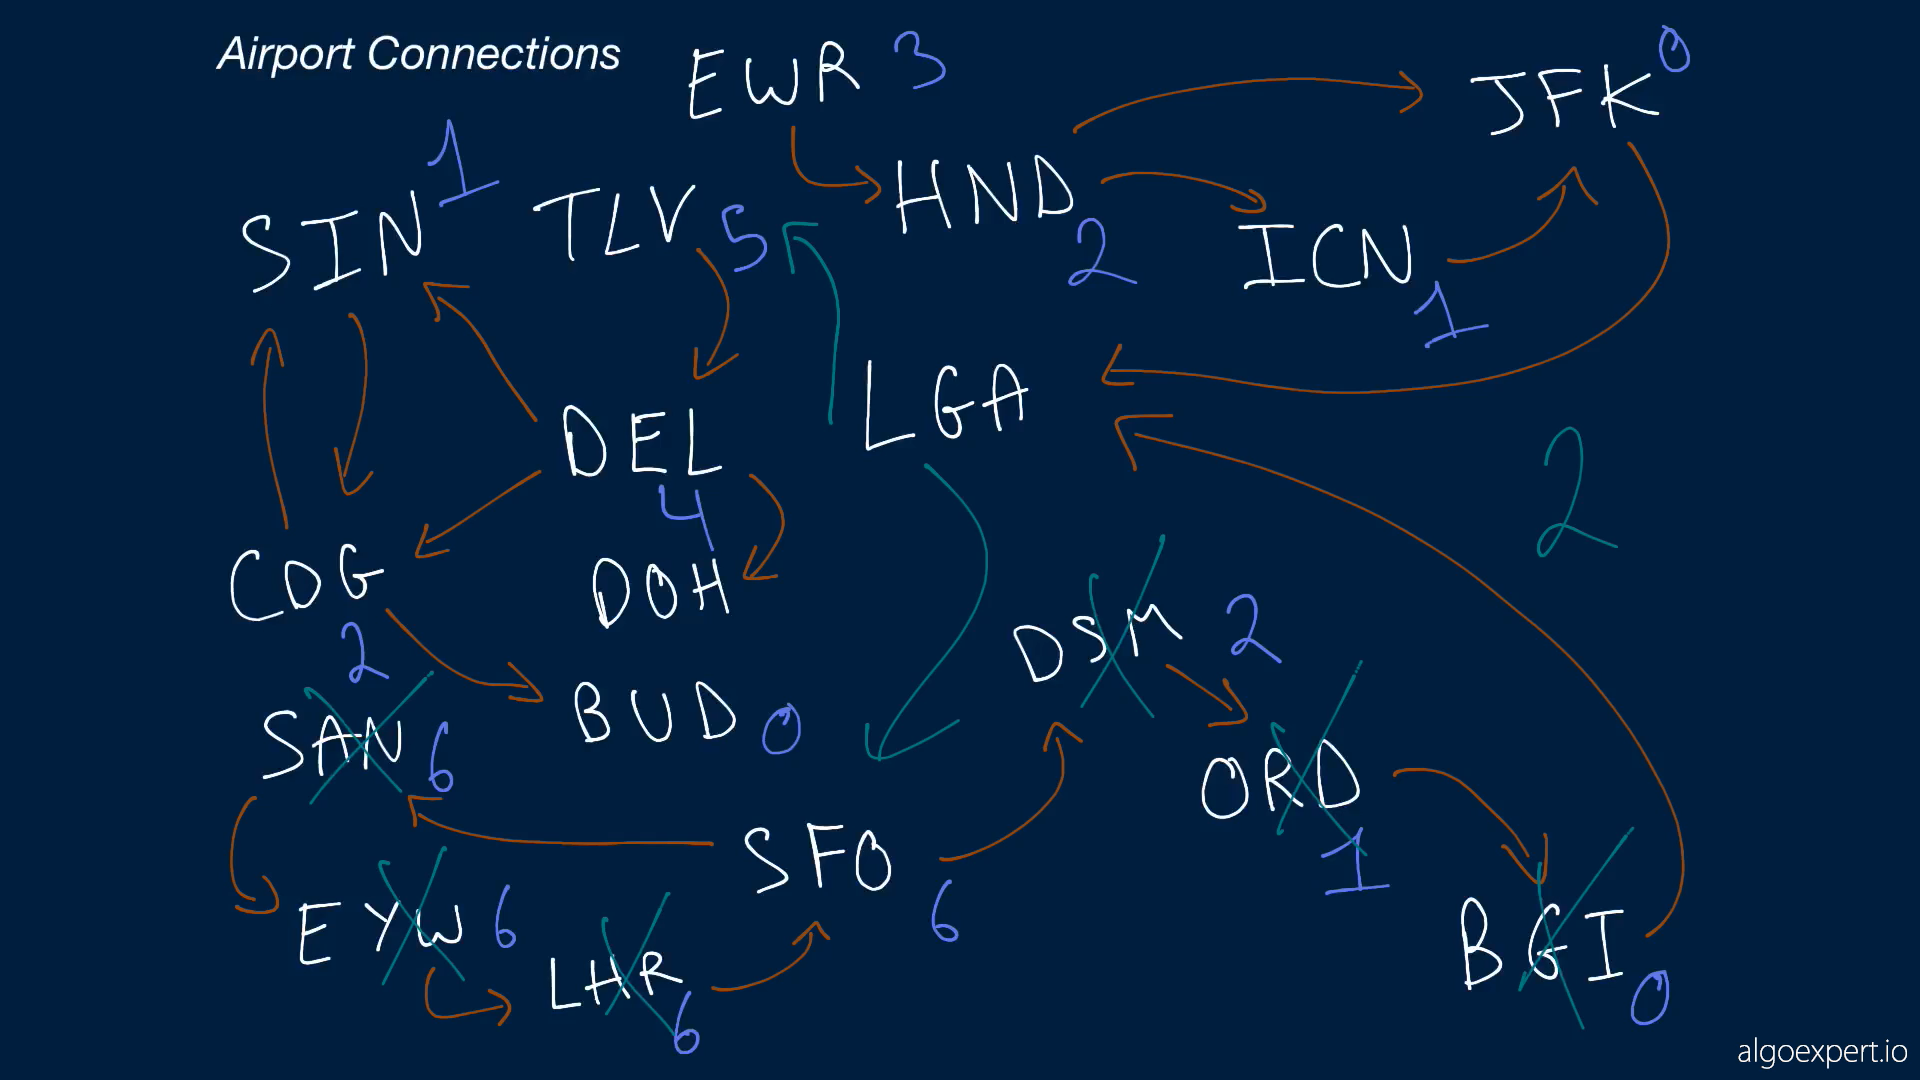 Airport Connections
EWR 3
JFK 0
SIN 1
TLV 5
HND 2
ICN 1
LGA
DEL 4
2
CDG 2
DOH
DSM 2
BUD 0
SAN 6
ORD 1
SFO 6
EYW 6
LHR 6
BGI 0
algoexpert.io